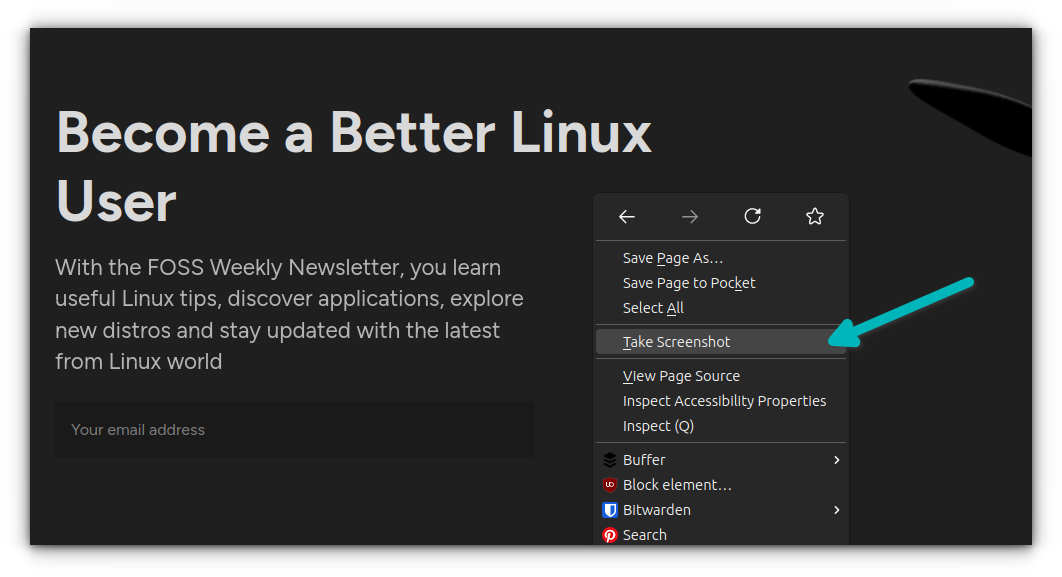 Become a Better Linux
User
With the FOSS Weekly Newsletter, you learn
useful Linux tips, discover applications, explore
new distros and stay updated with the latest
from Linux world
Your email address
Save Page As…
Save Page to Pocket
Select All
Take Screenshot
View Page Source
Inspect Accessibility Properties
Inspect (Q)
Buffer
Block element…
Bitwarden
Search